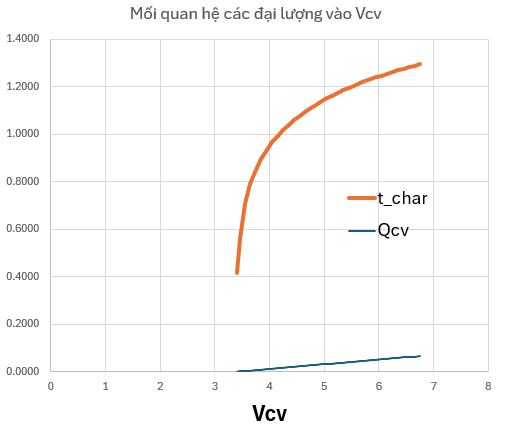 Mối quan hệ các đại lượng vào Vcv
1.4000
1.2000
1.0000
0.8000
0.6000
0.4000
0.2000
0.0000
t_char
Qcv
0 1 2 3 4 5 6 7 8
Vcv